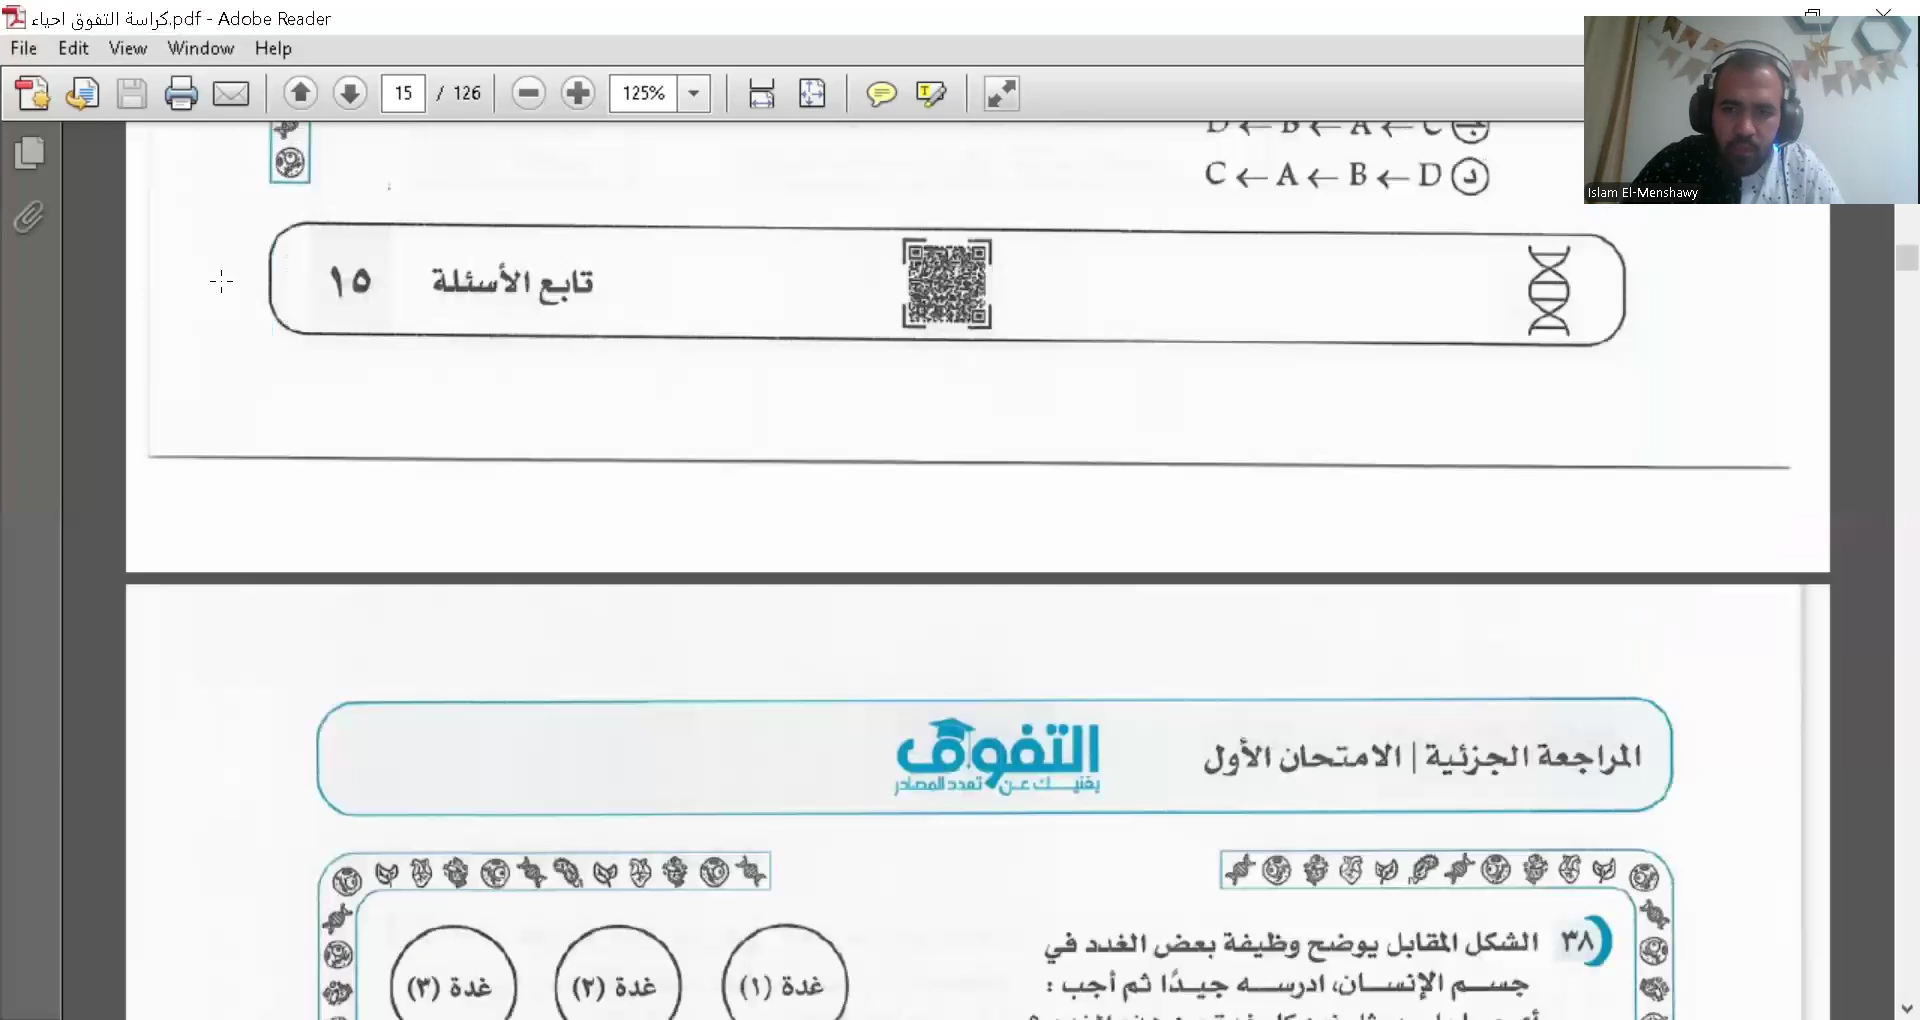 كراسة التفوق احياء.pdf - Adobe Reader
File Edit View Window Help
15 / 126 125%
Islam El-Menshawy
ج C ← A ← B ← D
د D ← B ← A ← C
تابع الأسئلة ١٥
المراجعة الجزئية | الامتحان الأول
التفوق
يغنيك عن تعدد المصادر
٣٨ الشكل المقابل يوضح وظيفة بعض الغدد في
جسم الإنسان، ادرسه جيدًا ثم أجب :
غدة (١)
غدة (٢)
غدة (٣)